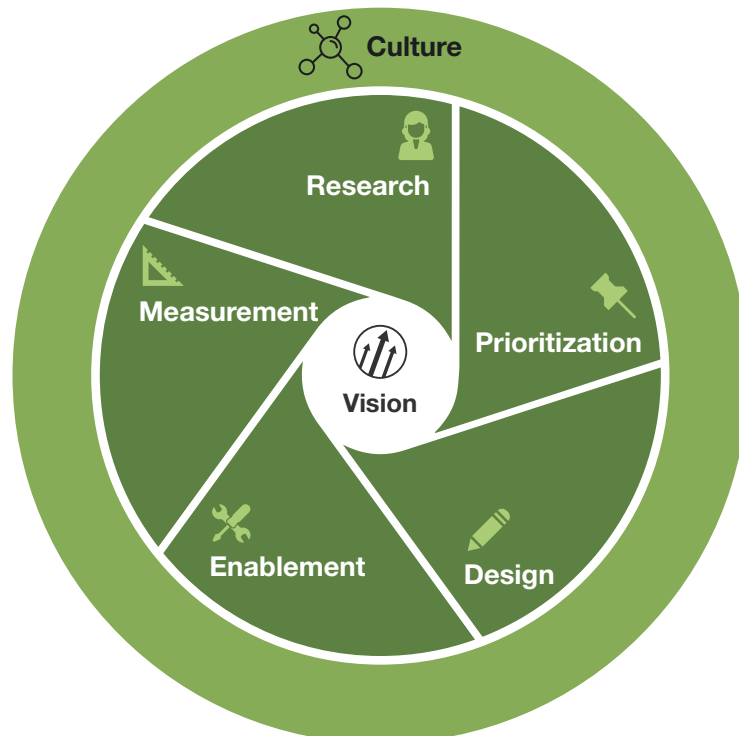 Culture
Research
Prioritization
Measurement
Vision
Enablement
Design